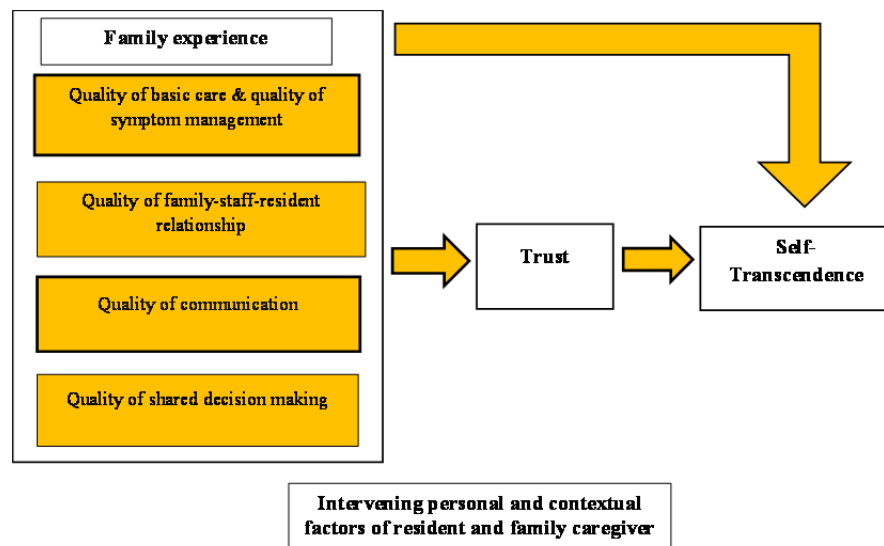 Family experience
Quality of basic care & quality of
symptom management
Quality of family-staff-resident
relationship
Quality of communication
Quality of shared decision making
Trust
Self-
Transcendence
Intervening personal and contextual
factors of resident and family caregiver